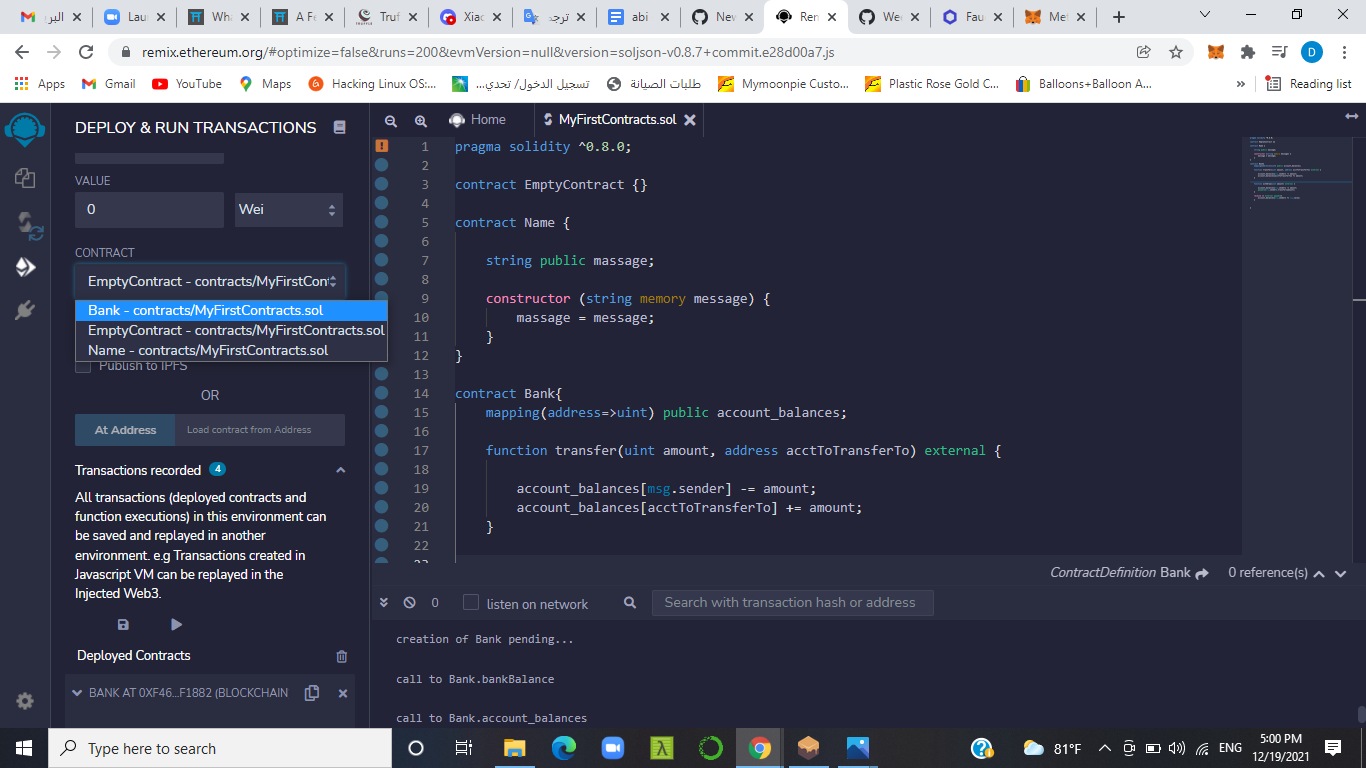 البر
Laun
Wha
A Fe
Truf
Xiac
ترجـ
abi
New
Ren
Wee
Fau
Met
remix.ethereum.org/#optimize=false&runs=200&evmVersion=null&version=soljson-v0.8.7+commit.e28d00a7.js
D
Apps
Gmail
YouTube
Maps
Hacking Linux OS:...
تسجيل الدخول/ تحدي...
طلبات الصيانة
Mymoonpie Custo...
Plastic Rose Gold C...
Balloons+Balloon A...
»
Reading list
DEPLOY & RUN TRANSACTIONS
VALUE
0
Wei
CONTRACT
EmptyContract - contracts/MyFirstCont
Bank - contracts/MyFirstContracts.sol
EmptyContract - contracts/MyFirstContracts.sol
Name - contracts/MyFirstContracts.sol
Publish to IPFS
OR
At Address
Load contract from Address
Transactions recorded 4
All transactions (deployed contracts and
function executions) in this environment can
be saved and replayed in another
environment. e.g Transactions created in
Javascript VM can be replayed in the
Injected Web3.
Deployed Contracts
BANK AT 0XF46...F1882 (BLOCKCHAIN
Home
MyFirstContracts.sol
1 pragma solidity ^0.8.0;
2
3 contract EmptyContract {}
4
5 contract Name {
6
7 string public massage;
8
9 constructor (string memory message) {
10 massage = message;
11 }
12 }
13
14 contract Bank{
15 mapping(address=>uint) public account_balances;
16
17 function transfer(uint amount, address acctToTransferTo) external {
18
19 account_balances[msg.sender] -= amount;
20 account_balances[acctToTransferTo] += amount;
21 }
22
23
ContractDefinition Bank
0 reference(s)
0
listen on network
Search with transaction hash or address
creation of Bank pending...
call to Bank.bankBalance
call to Bank.account_balances
Type here to search
81°F
ENG
5:00 PM
12/19/2021